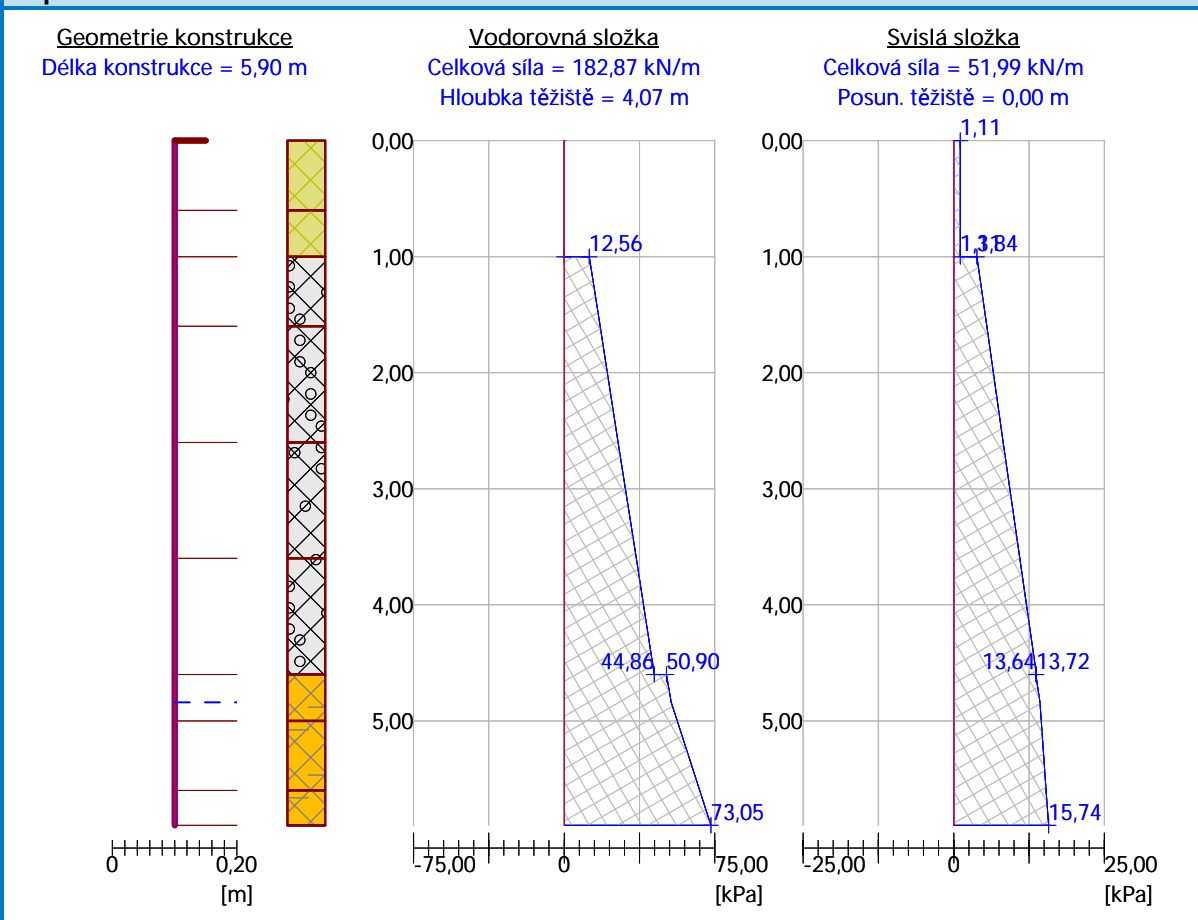 Geometrie konstrukce
Délka konstrukce = 5,90 m
0
0,20
[m]
Vodorovná složka
Celková síla = 182,87 kN/m
Hloubka těžiště = 4,07 m
0,00
1,00
2,00
3,00
4,00
5,00
12,56
44,86
50,90
73,05
-75,00
0
75,00
[kPa]
Svislá složka
Celková síla = 51,99 kN/m
Posun. těžiště = 0,00 m
0,00
1,00
2,00
3,00
4,00
5,00
1,11
3,84
13,64
13,72
15,74
-25,00
0
25,00
[kPa]